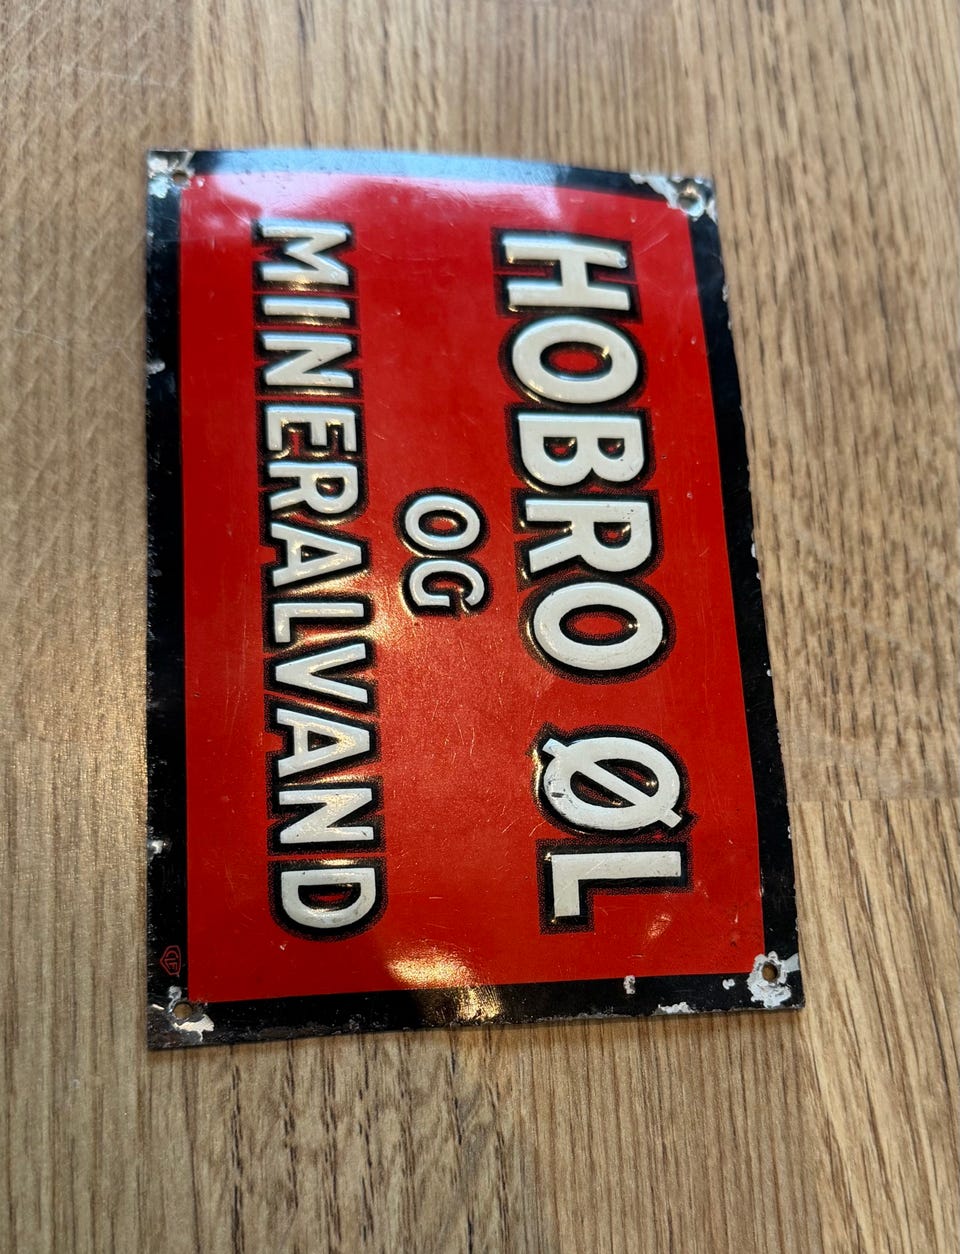 HOBRO ØL
OG
MINERALVAND